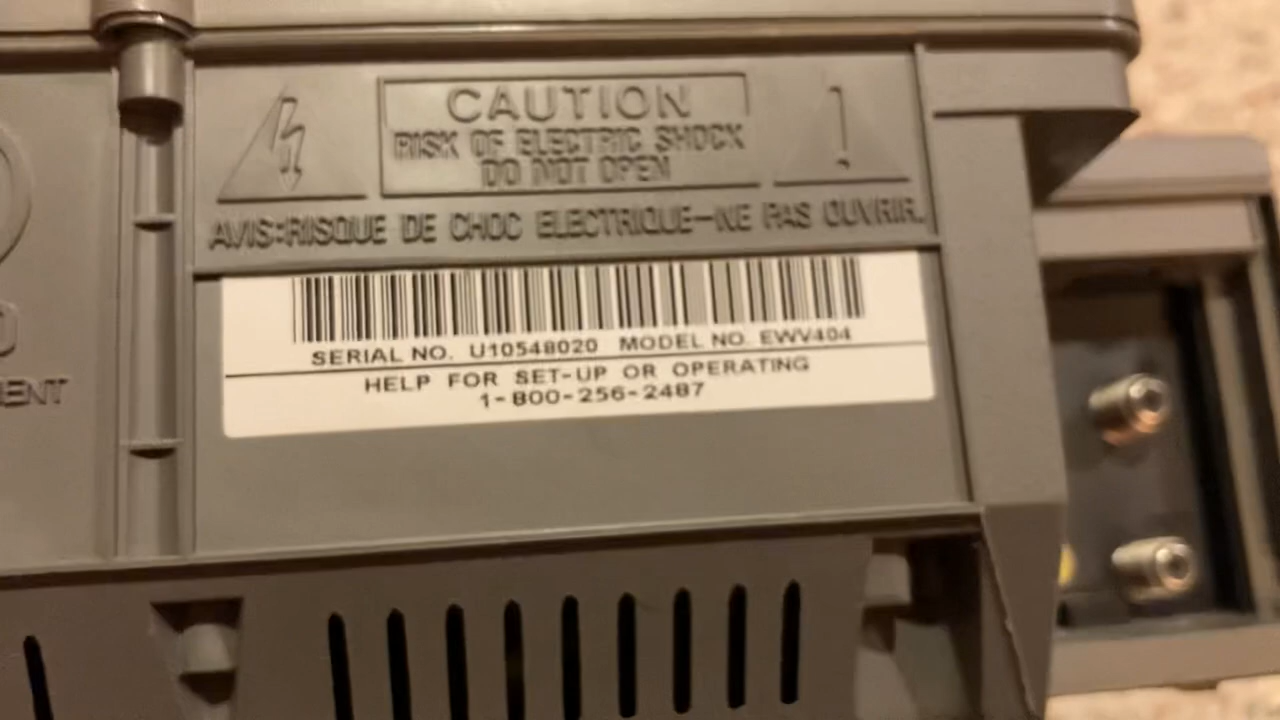 CAUTION
RISK OF ELECTRIC SHOCK
DO NOT OPEN
AVIS:RISQUE DE CHOC ELECTRIQUE-NE PAS OUVRIR.
SERIAL NO. U10548020 MODEL NO. EWV404
HELP FOR SET-UP OR OPERATING
1-800-256-2487